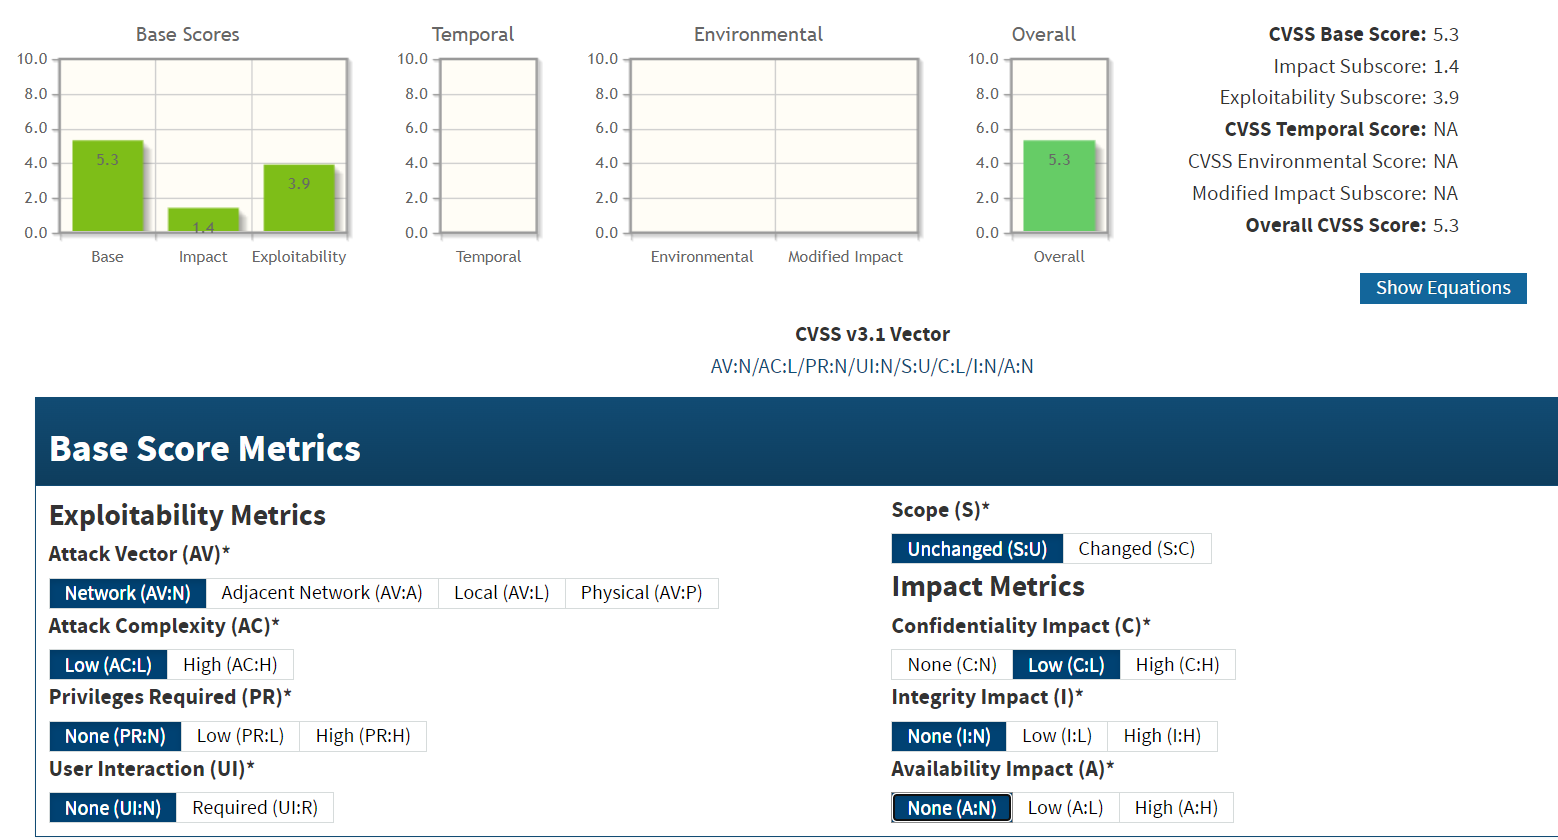 Base Scores
10.0
8.0
6.0
4.0
2.0
0.0
5.3
1.4
3.9
Base Impact Exploitability
Temporal
10.0
8.0
6.0
4.0
2.0
0.0
Temporal
Environmental
10.0
8.0
6.0
4.0
2.0
0.0
Environmental Modified Impact
Overall
10.0
8.0
6.0
4.0
2.0
0.0
5.3
Overall
CVSS Base Score: 5.3
Impact Subscore: 1.4
Exploitability Subscore: 3.9
CVSS Temporal Score: NA
CVSS Environmental Score: NA
Modified Impact Subscore: NA
Overall CVSS Score: 5.3
Show Equations
CVSS v3.1 Vector
AV:N/AC:L/PR:N/UI:N/S:U/C:L/I:N/A:N
Base Score Metrics
Exploitability Metrics
Attack Vector (AV)*
Network (AV:N) Adjacent Network (AV:A) Local (AV:L) Physical (AV:P)
Attack Complexity (AC)*
Low (AC:L) High (AC:H)
Privileges Required (PR)*
None (PR:N) Low (PR:L) High (PR:H)
User Interaction (UI)*
None (UI:N) Required (UI:R)
Scope (S)*
Unchanged (S:U) Changed (S:C)
Impact Metrics
Confidentiality Impact (C)*
None (C:N) Low (C:L) High (C:H)
Integrity Impact (I)*
None (I:N) Low (I:L) High (I:H)
Availability Impact (A)*
None (A:N) Low (A:L) High (A:H)